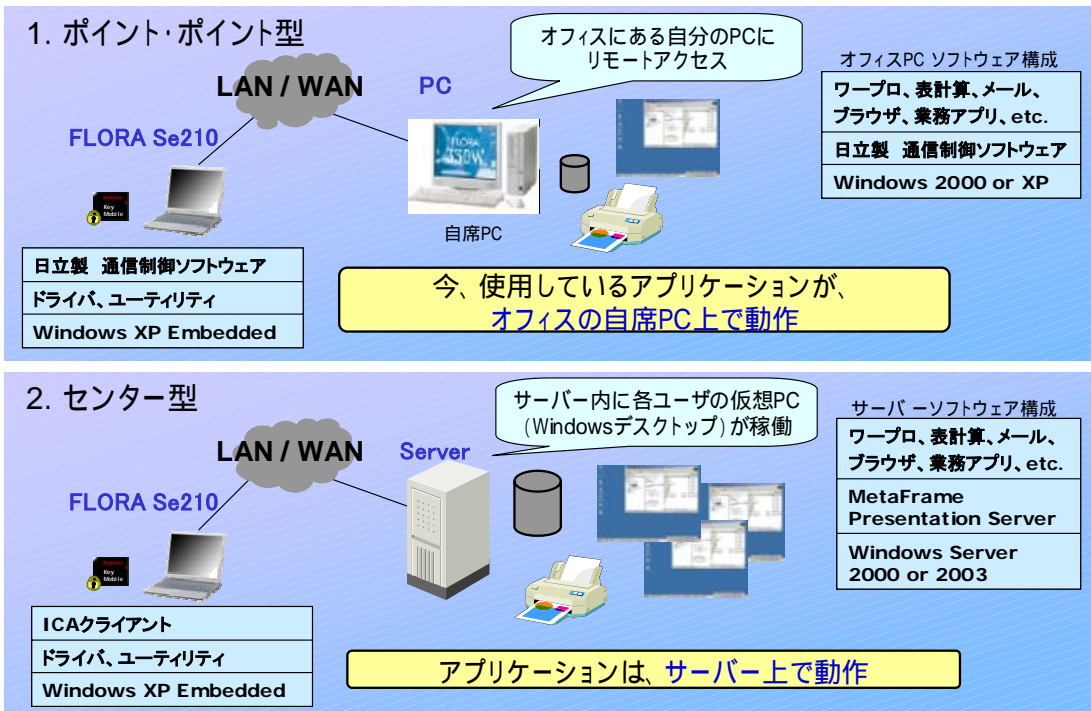 1. ポイント・ポイント型
オフィスにある自分のPCに
リモートアクセス
LAN / WAN
PC
FLORA Se210
Key
Mobile
FLORA
330W
自席PC
オフィスPC ソフトウェア構成
ワープロ、表計算、メール、
ブラウザ、業務アプリ、etc.
日立製 通信制御ソフトウェア
Windows 2000 or XP
日立製 通信制御ソフトウェア
ドライバ、ユーティリティ
Windows XP Embedded
今、使用しているアプリケーションが、
オフィスの自席PC上で動作
2. センター型
サーバー内に各ユーザの仮想PC
(Windowsデスクトップ)が稼働
LAN / WAN
Server
FLORA Se210
Key
Mobile
サーバーソフトウェア構成
ワープロ、表計算、メール、
ブラウザ、業務アプリ、etc.
MetaFrame
Presentation Server
Windows Server
2000 or 2003
ICAクライアント
ドライバ、ユーティリティ
Windows XP Embedded
アプリケーションは、サーバー上で動作